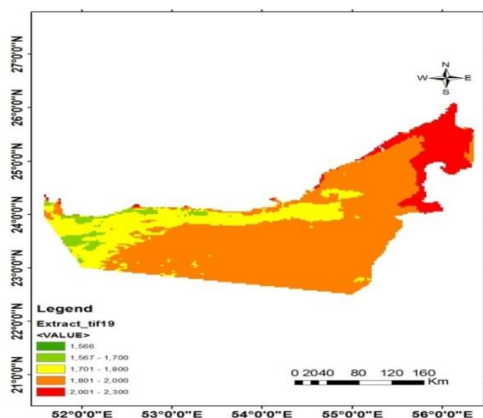 N
W E
S
27°0'0"N
26°0'0"N
25°0'0"N
24°0'0"N
23°0'0"N
22°0'0"N
21°0'0"N
Legend
Extract_tif19
<VALUE>
1,566
1,567 - 1,700
1,701 - 1,800
1,801 - 2,000
2,001 - 2,300
0 2040 80 120 160
Km
52°0'0"E 53°0'0"E 54°0'0"E 55°0'0"E 56°0'0"E